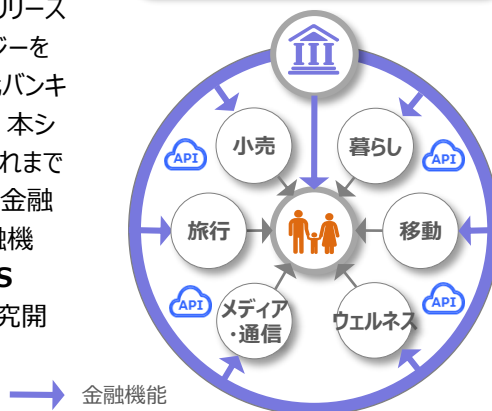 リリース
ジーを
バンキ
本シ
れまで
金融
融機
S
究開
小売
暮らし
API
API
旅行
移動
API
メディア
・通信
ウェルネス
API
金融機能